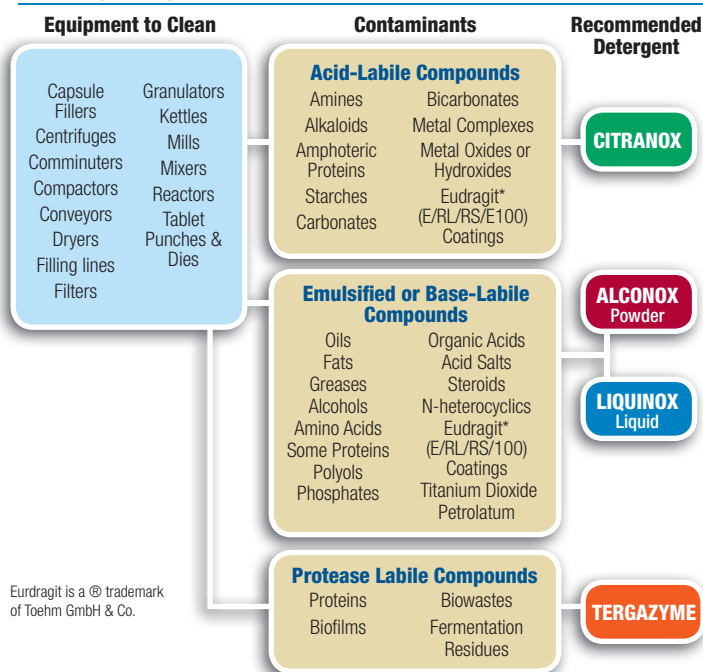 Equipment to Clean
Contaminants
Recommended
Detergent
Capsule
Fillers
Centrifuges
Comminuters
Compactors
Conveyors
Dryers
Filling lines
Filters
Granulators
Kettles
Mills
Mixers
Reactors
Tablet
Punches &
Dies
Acid-Labile Compounds
Amines
Alkaloids
Amphoteric
Proteins
Starches
Carbonates
Bicarbonates
Metal Complexes
Metal Oxides or
Hydroxides
Eudragit*
(E/RL/RS/E100)
Coatings
CITRANOX
Emulsified or Base-Labile
Compounds
Oils
Fats
Greases
Alcohols
Amino Acids
Some Proteins
Polyols
Phosphates
Organic Acids
Acid Salts
Steroids
N-heterocyclics
Eudragit*
(E/RL/RS/100)
Coatings
Titanium Dioxide
Petrolatum
ALCONOX
Powder
LIQUINOX
Liquid
Protease Labile Compounds
Proteins
Biofilms
Biowastes
Fermentation
Residues
TERGAZYME
Eurdragit is a ® trademark
of Toehm GmbH & Co.